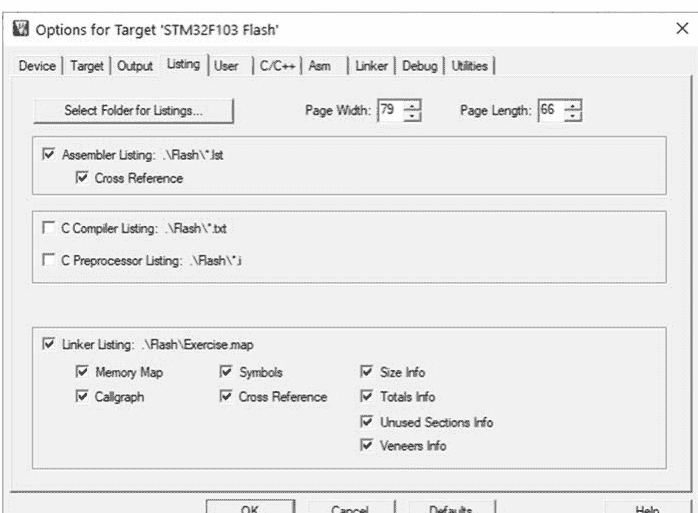 Options for Target 'STM32F103 Flash'
Device Target Output Listing User C/C++ Asm Linker Debug Utilities
Select Folder for Listings... Page Width: 79 Page Length: 66
Assembler Listing: .\Flash\*.lst
Cross Reference
C Compiler Listing: .\Flash\*.txt
C Preprocessor Listing: .\Flash\*.i
Linker Listing: .\Flash\Exercise.map
Memory Map Symbols Size Info
Callgraph Cross Reference Totals Info
Unused Sections Info
Veneers Info
OK Cancel Defaults Help